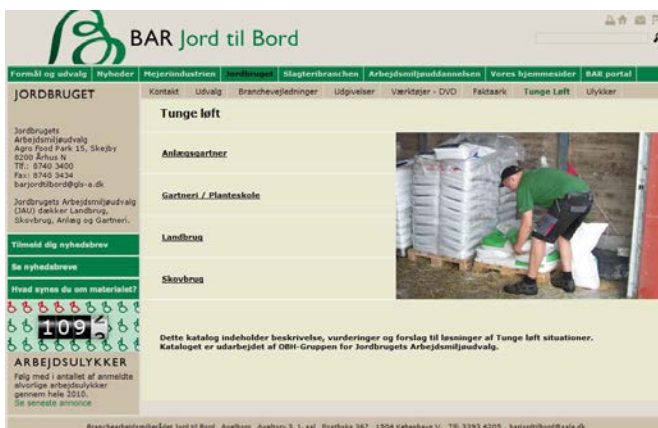 BAR Jord til Bord
Formål og udvalg Nyheder Mejeriindustrien Jordbruget Slagteribranchen Arbejdsmiljøuddannelsen Vores hjemmesider BAR portal
JORDBRUGET
Kontakt Udvalg Branchevejledninger Udgivelser Værktøjer - DVD Faktaark Tunge Løft Ulykker
Tunge løft
Jordbrugets
Arbejdsmiljøudvalg
Agro Food Park 15, Skejby
8200 Århus N
Tlf.: 8740 3400
Fax: 8740 3434
barjordtilbord@gls-a.dk
Jordbrugets Arbejdsmiljøudvalg
(JAU) dækker Landbrug,
Skovbrug, Anlæg og Gartneri.
Tilmeld dig nyhedsbrev
Se nyhedsbreve
Hvad synes du om materialet?
109
ARBEJDSULYKKER
Følg med i antallet af anmeldte
alvorlige arbejdsulykker
gennem hele 2010.
Se seneste annonce
Anlægsgartner
Gartneri / Planteskole
Landbrug
Skovbrug
Dette katalog indeholder beskrivelse, vurderinger og forslag til løsninger af Tunge løft situationer.
Kataloget er udarbejdet af OBH-Gruppen for Jordbrugets Arbejdsmiljøudvalg.